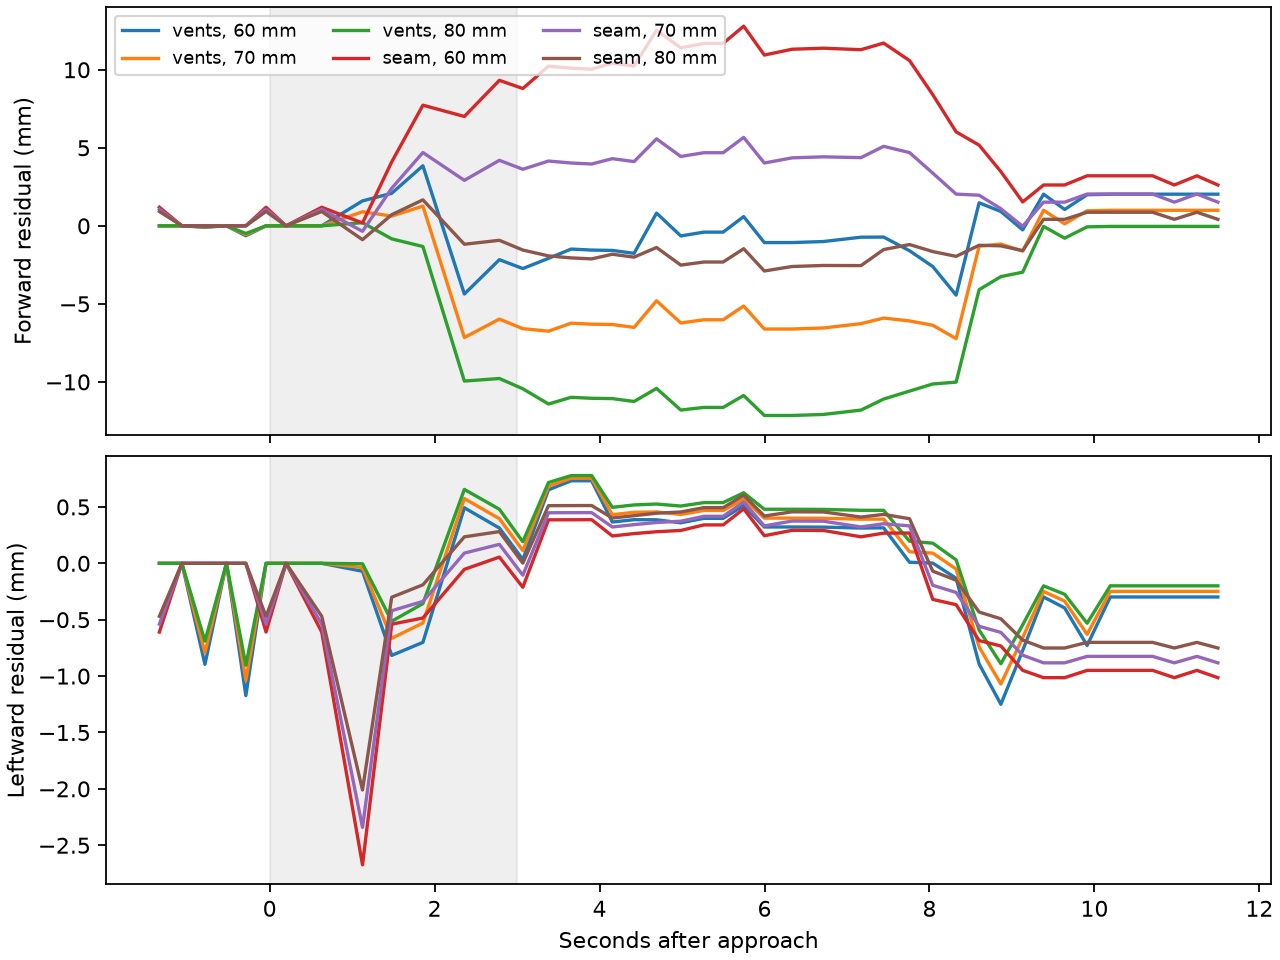 vents, 60 mm
vents, 70 mm
vents, 80 mm
seam, 60 mm
seam, 70 mm
seam, 80 mm
Forward residual (mm)
10
5
0
−5
−10
Leftward residual (mm)
0.5
0.0
−0.5
−1.0
−1.5
−2.0
−2.5
0
2
4
6
8
10
12
Seconds after approach